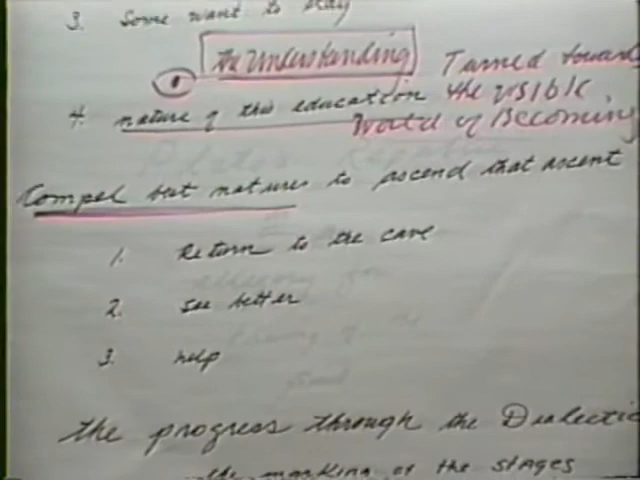 3. Some want to stay
the Understanding
Turned toward
4. nature of this education
the visible
World of Becoming
Compel best natures to ascend that ascent
1. Return to the cave
2. see better
3. help
the progress through the Dialectic
the marking of the stages